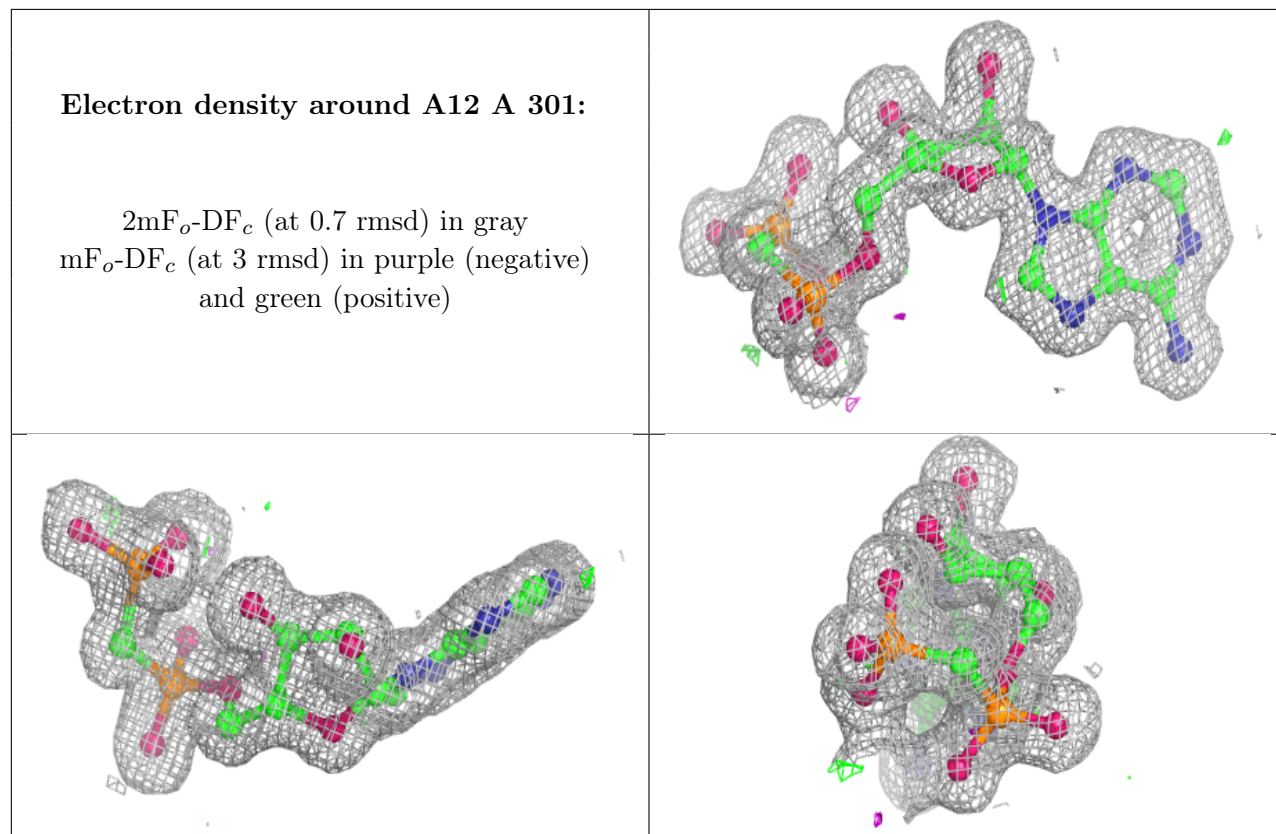 Electron density around A12 A 301:
2mFo-DFc (at 0.7 rmsd) in gray
mFo-DFc (at 3 rmsd) in purple (negative)
and green (positive)